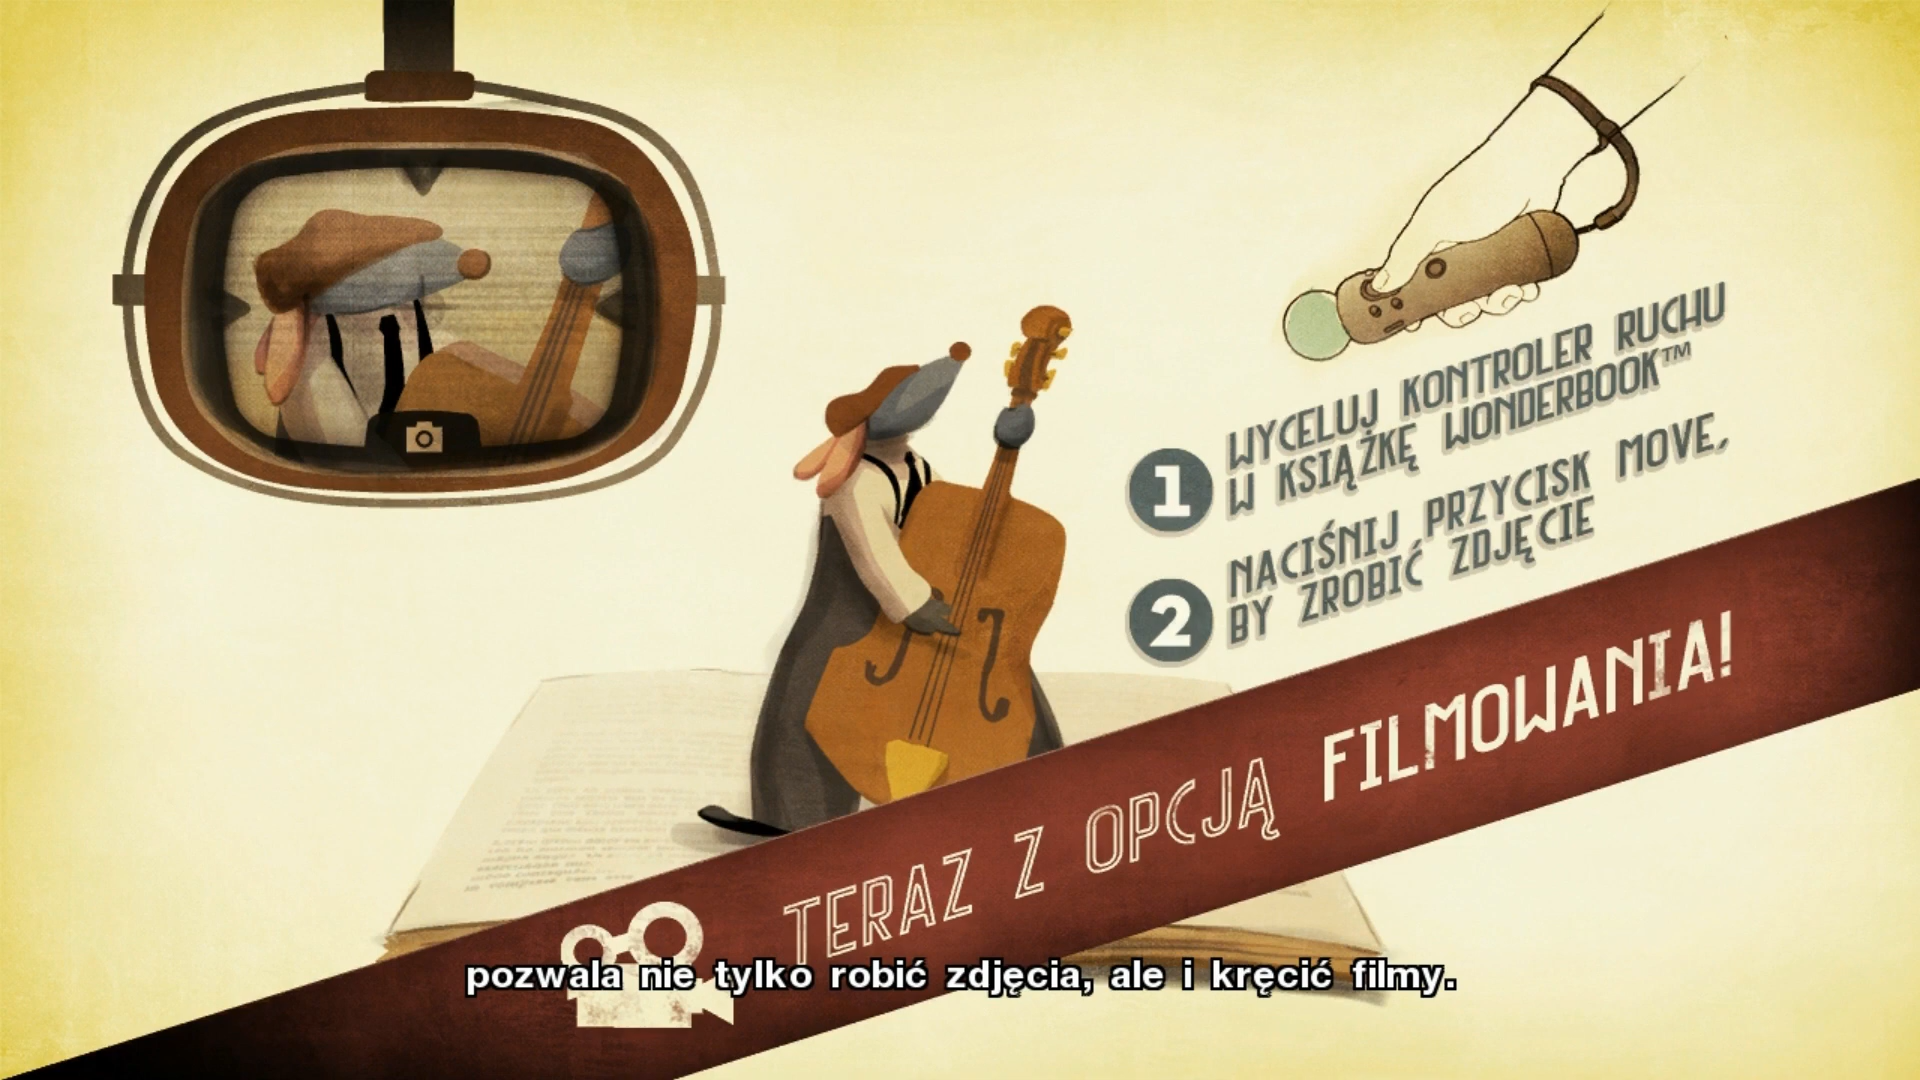 1 WYCELUJ KONTROLER RUCHU
W KSIĄŻKĘ WONDERBOOK™
2 NACIŚNIJ PRZYCISK MOVE,
BY ZROBIĆ ZDJĘCIE
TERAZ Z OPCJĄ FILMOWANIA!
pozwala nie tylko robić zdjęcia, ale i kręcić filmy.